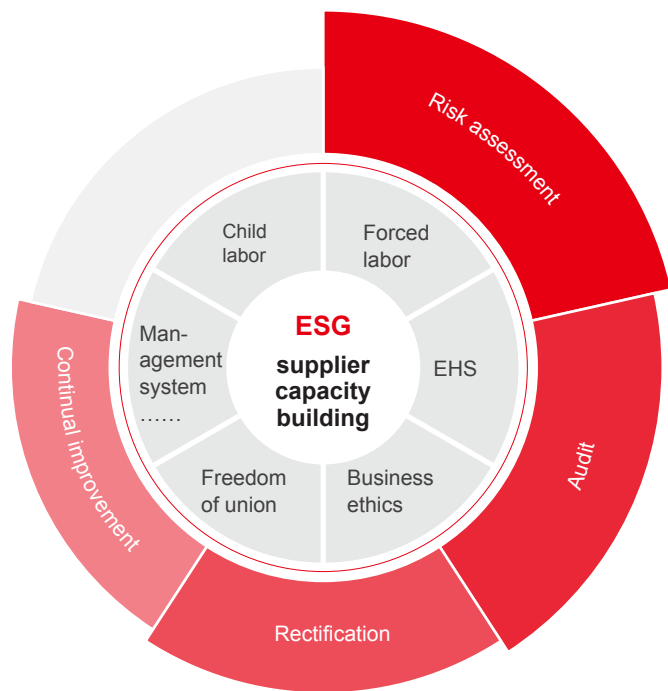 Risk assessment
Audit
Rectification
Continual improvement
Child
labor
Forced
labor
EHS
Business
ethics
Freedom
of union
Man-
agement
system
......
ESG
supplier
capacity
building